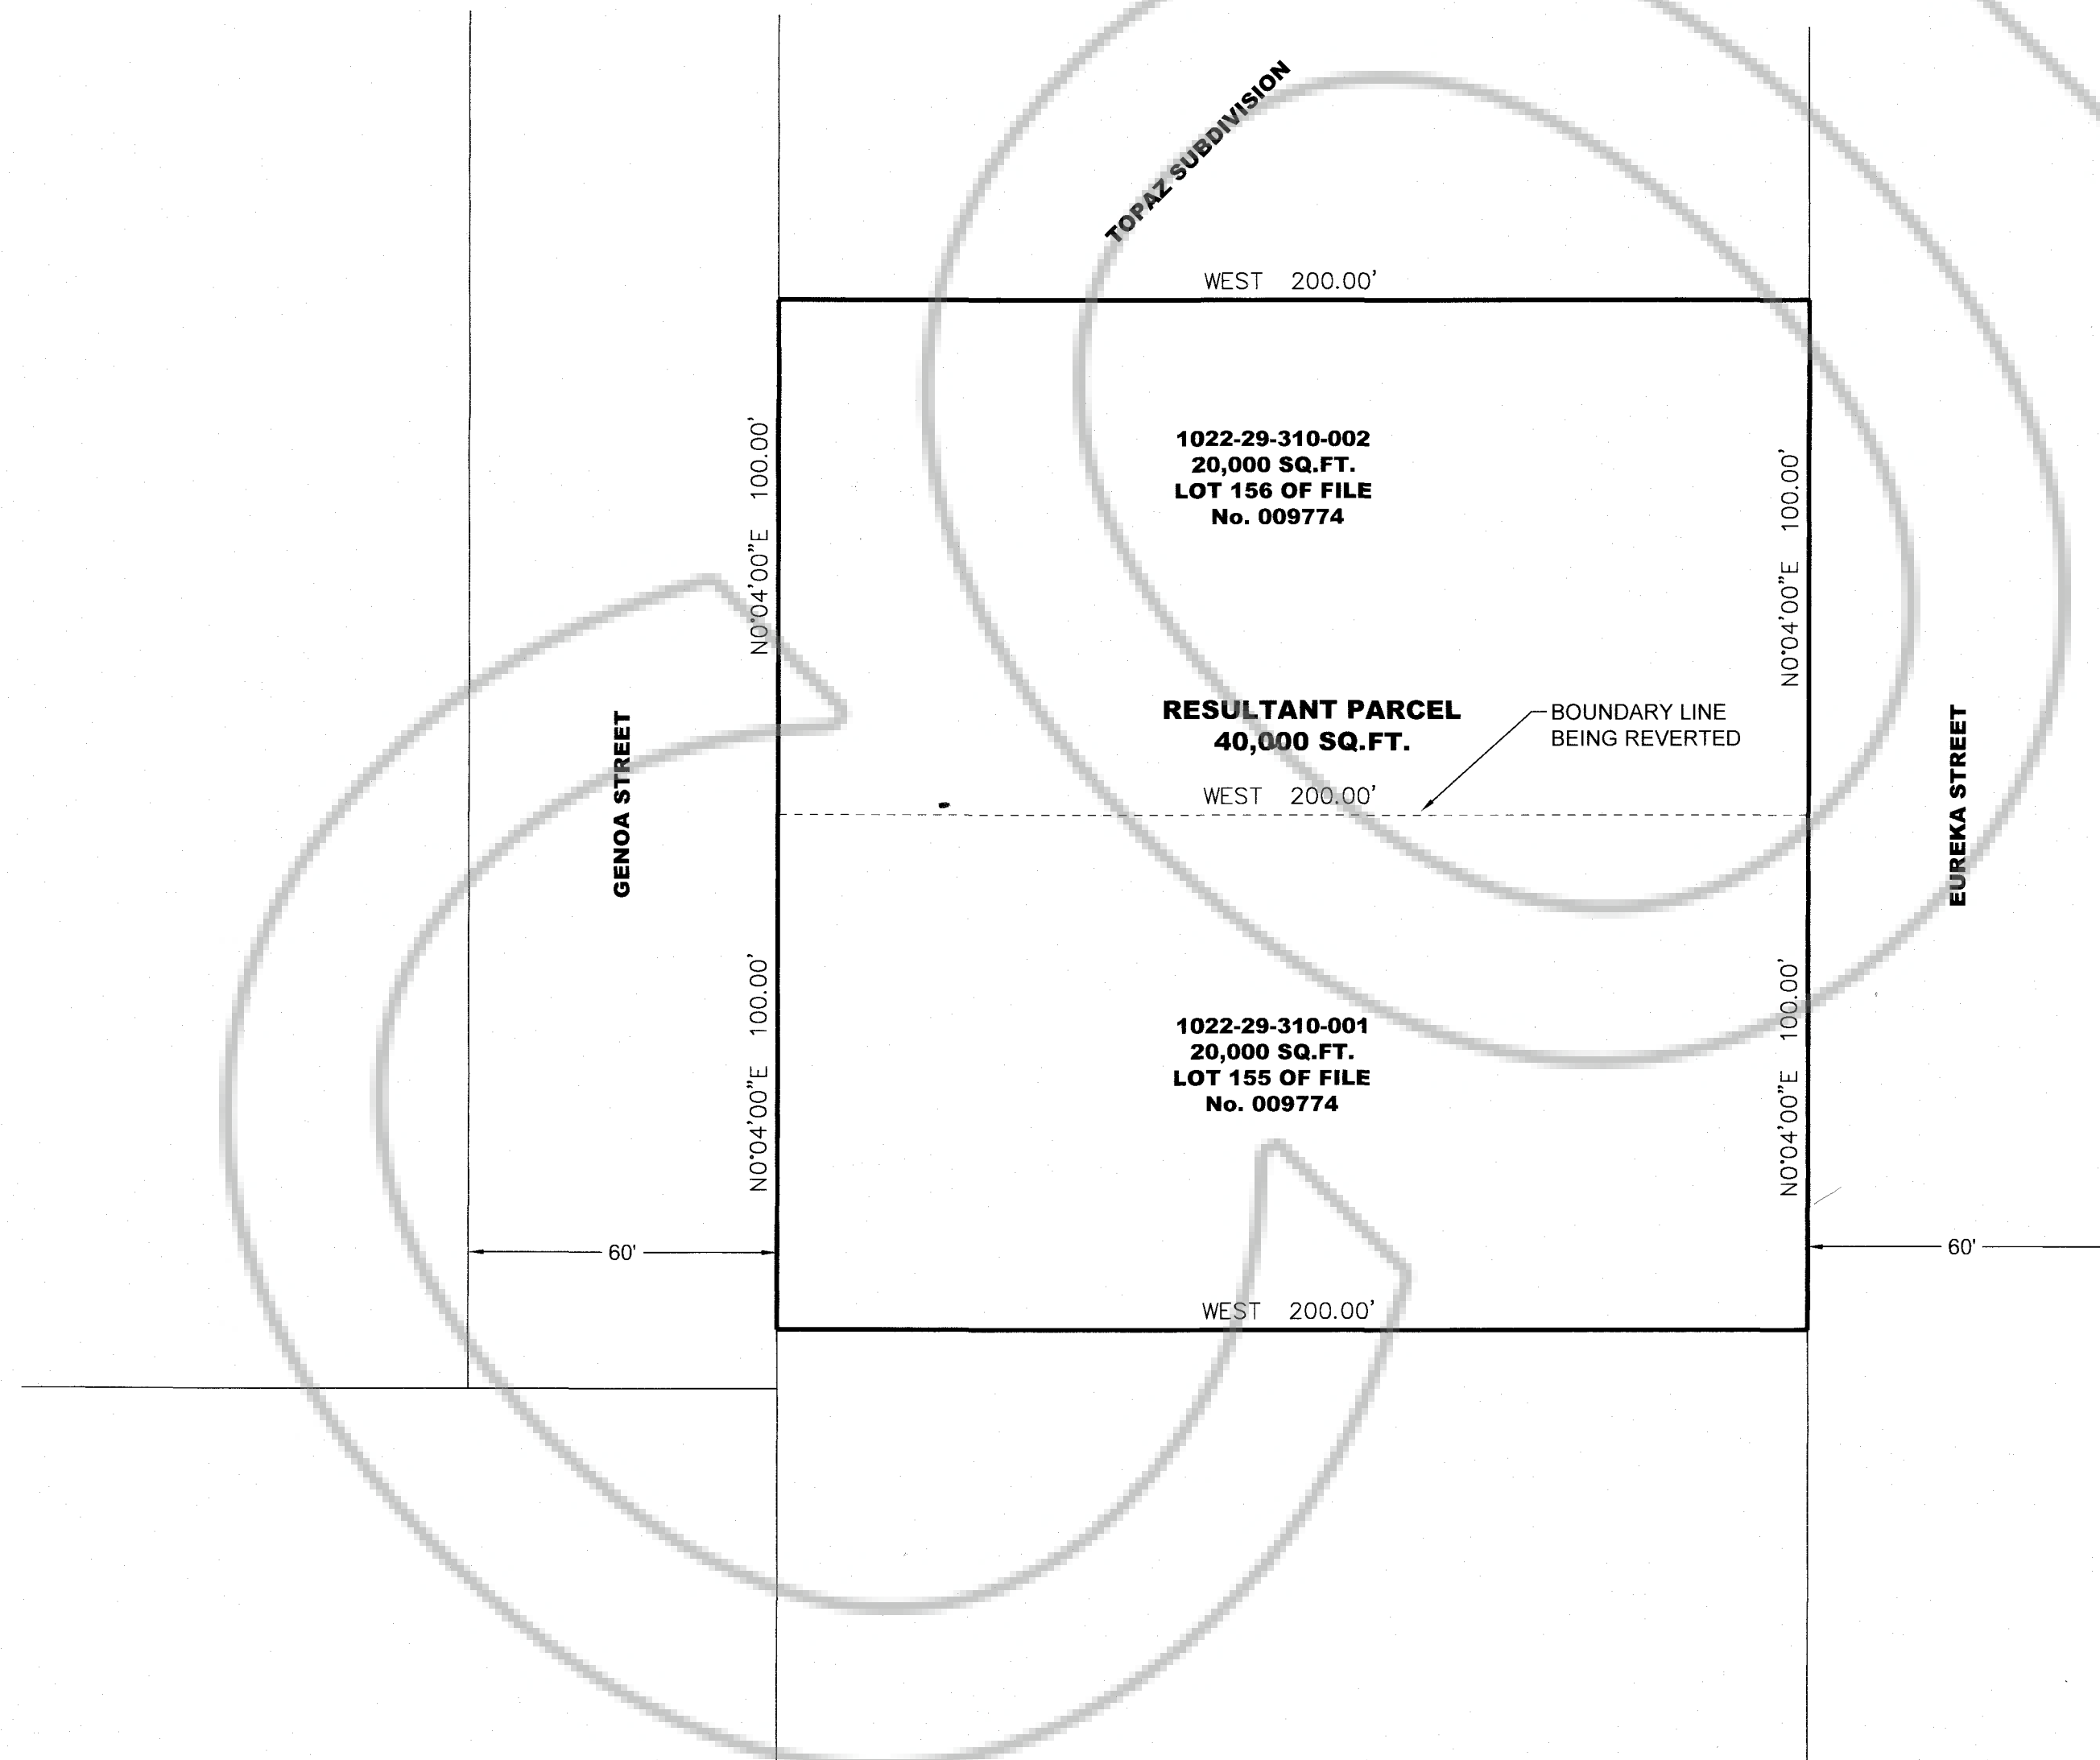 TOPAZ SUBDIVISION
WEST 200.00'
N0°04'00"E 100.00'
1022-29-310-002
20,000 SQ.FT.
LOT 156 OF FILE
No. 009774
N0°04'00"E 100.00'
RESULTANT PARCEL
40,000 SQ.FT.
BOUNDARY LINE
BEING REVERTED
WEST 200.00'
GENOA STREET
EUREKA STREET
N0°04'00"E 100.00'
1022-29-310-001
20,000 SQ.FT.
LOT 155 OF FILE
No. 009774
N0°04'00"E 100.00'
60'
60'
WEST 200.00'